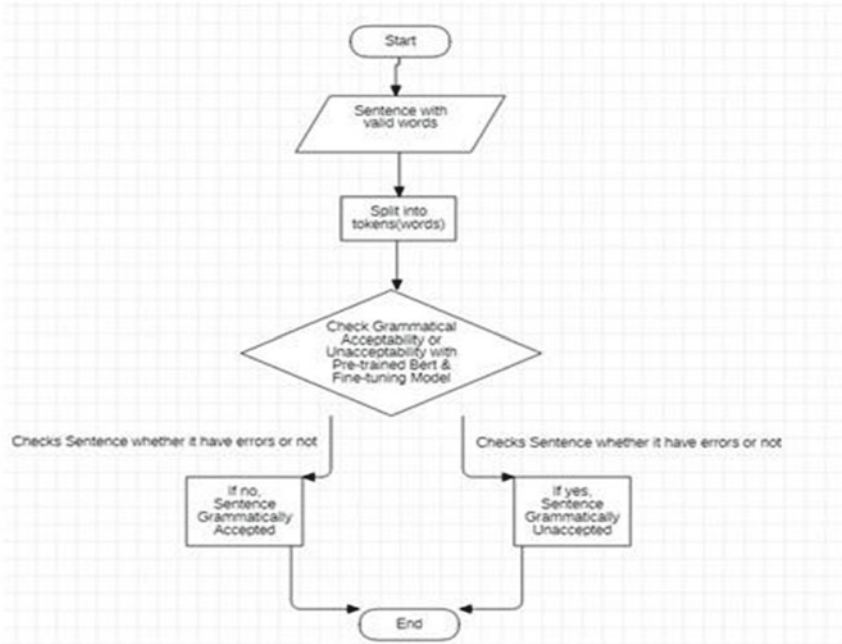 Start
Sentence with
valid words
Split into
tokens(words)
Check Grammatical
Acceptability or
Unacceptability with
Pre-trained Bert &
Fine-tuning Model
Checks Sentence whether it have errors or not
Checks Sentence whether it have errors or not
If no,
Sentence
Grammatically
Accepted
If yes,
Sentence
Grammatically
Unaccepted
End